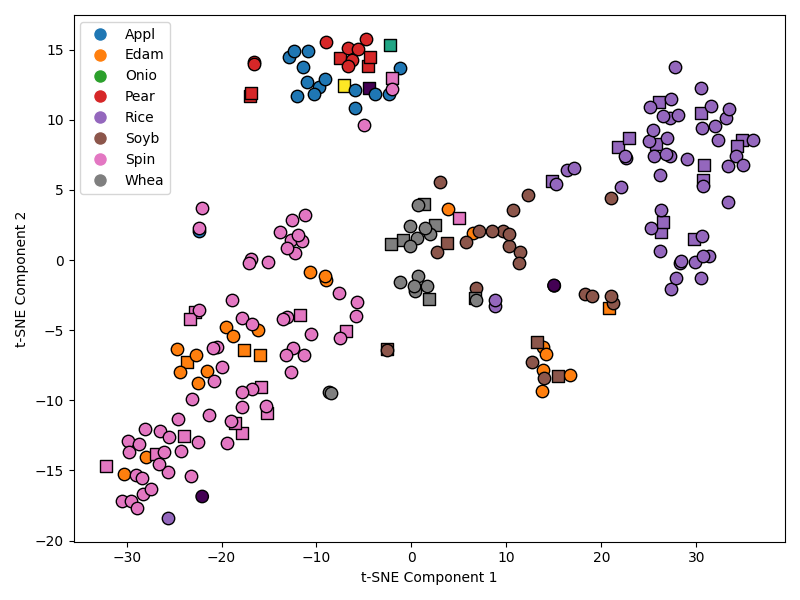 Appl
Edam
Onio
Pear
Rice
Soyb
Spin
Whea
15
10
5
0
−5
−10
−15
−20
t-SNE Component 2
−30 −20 −10 0 10 20 30
t-SNE Component 1